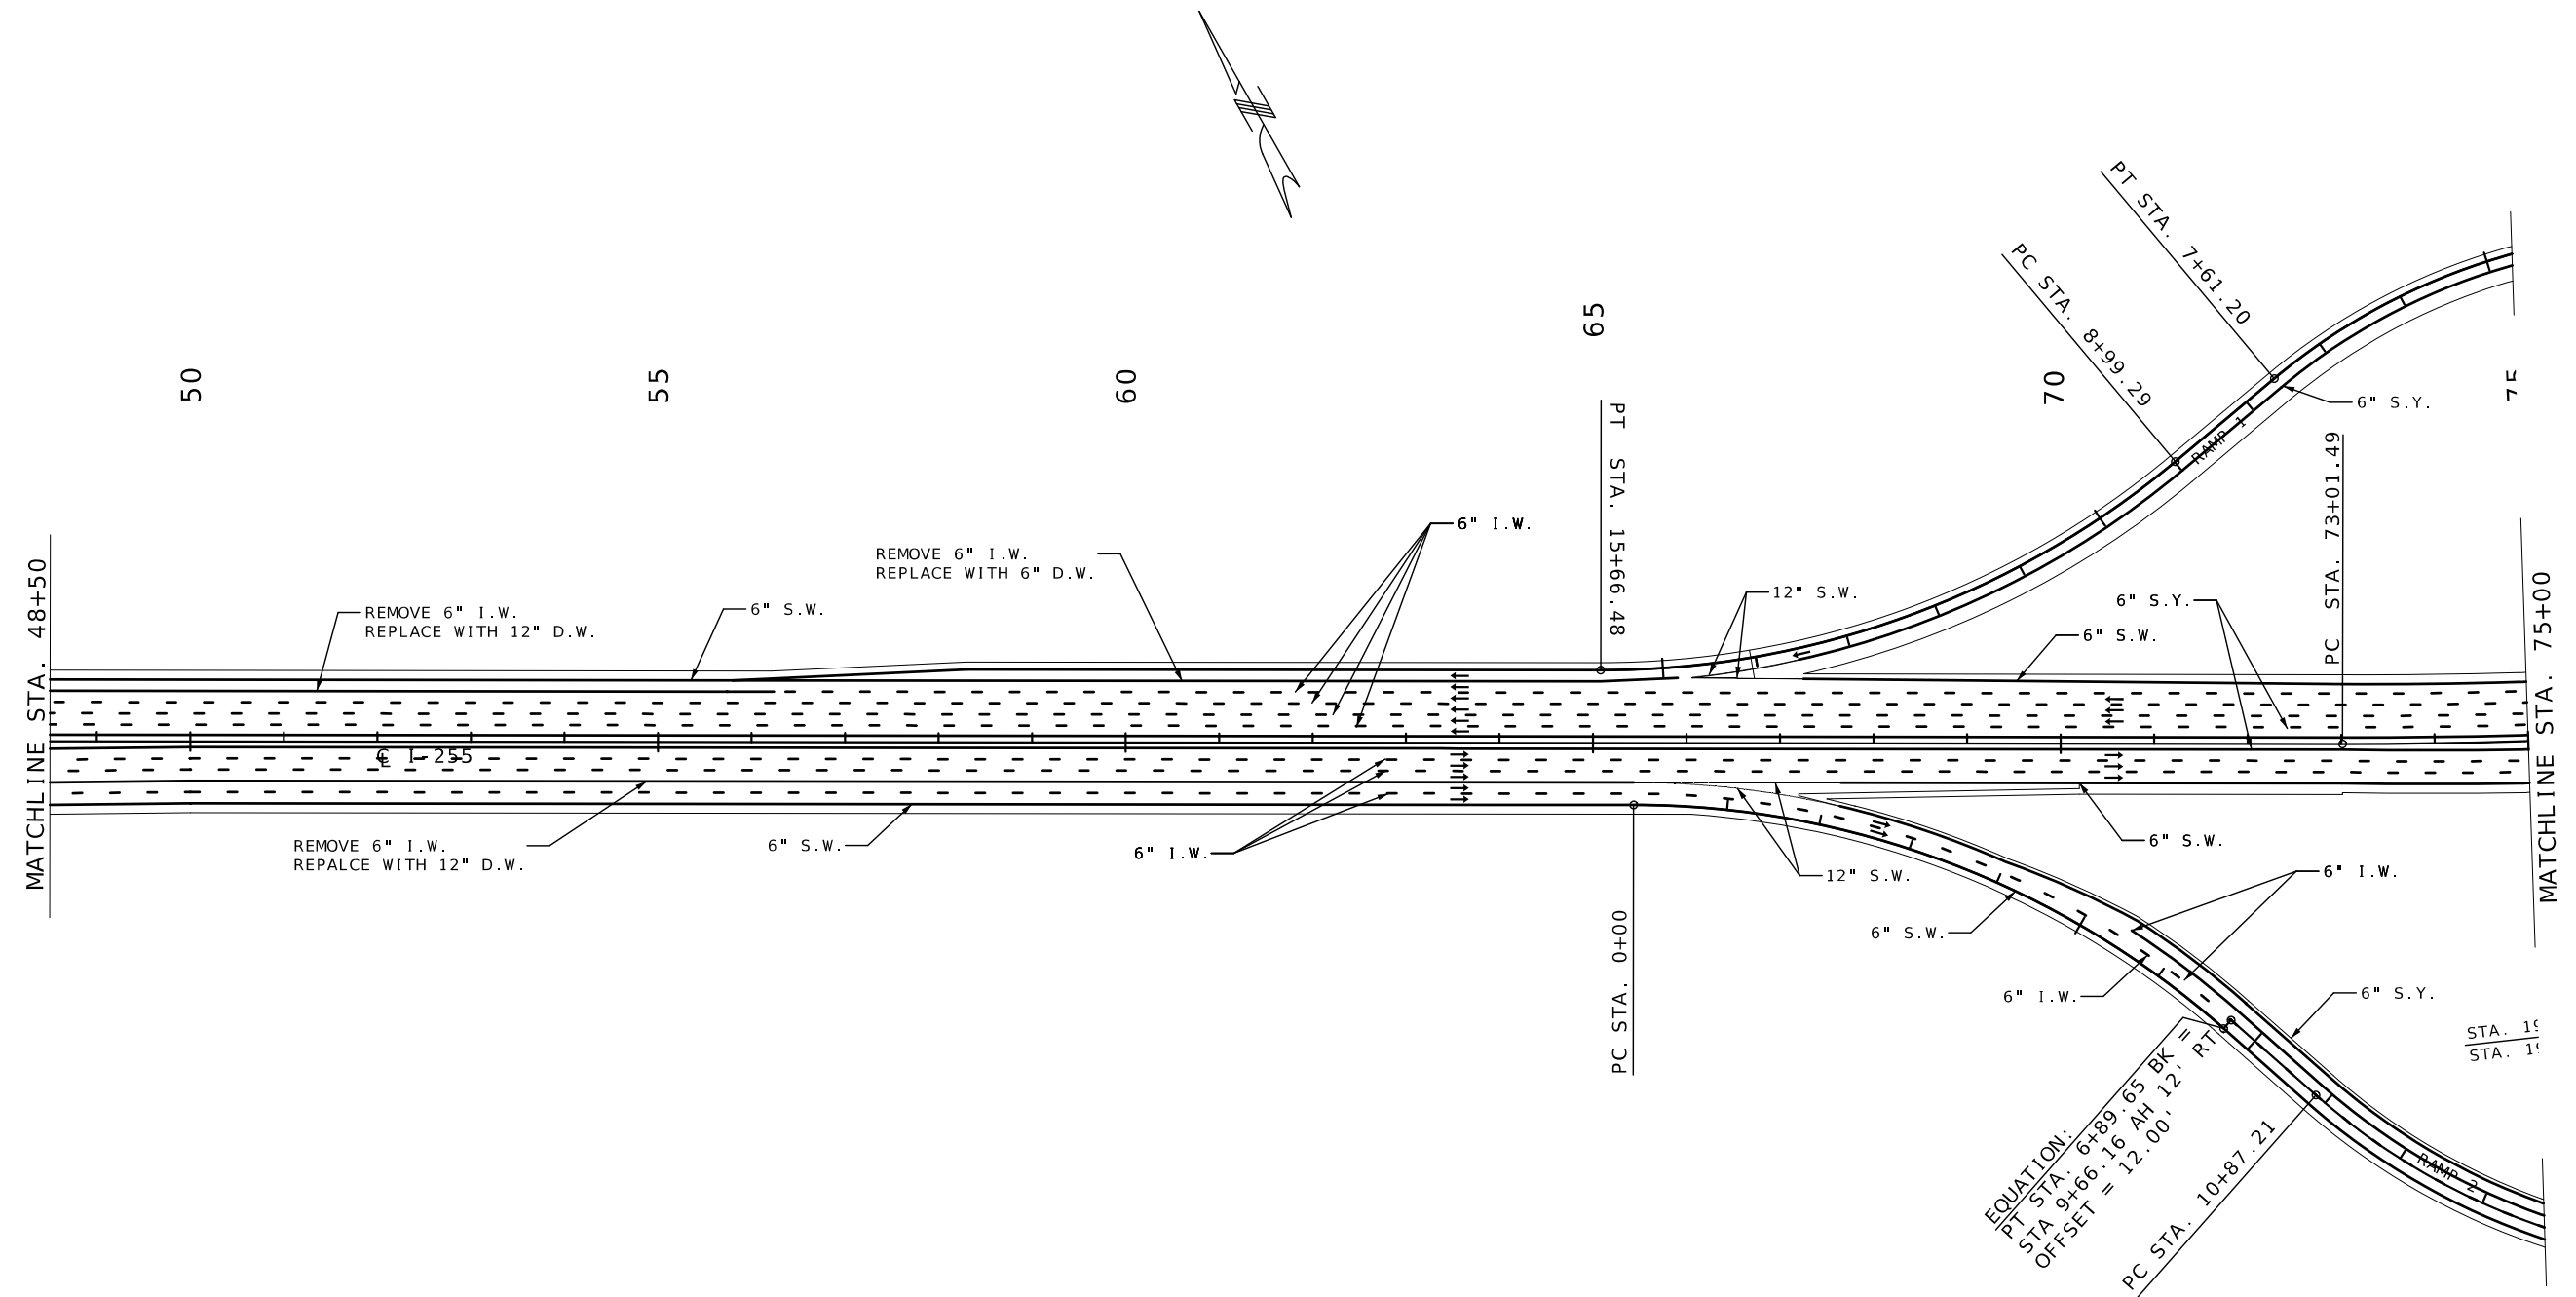 PT STA. 7+61.20
PC STA. 8+99.29
65
50
55
60
70
6" S.Y.
RAMP 1
PT STA. 15+66.48
PC STA. 73+01.49
6" I.W.
REMOVE 6" I.W.
REPLACE WITH 6" D.W.
MATCHLINE STA. 48+50
REMOVE 6" I.W.
REPLACE WITH 12" D.W.
6" S.W.
12" S.W.
6" S.Y.
6" S.W.
MATCHLINE STA. 75+00
℄ I-255
REMOVE 6" I.W.
REPALCE WITH 12" D.W.
6" S.W.
6" I.W.
12" S.W.
6" S.W.
6" I.W.
6" S.W.
PC STA. 0+00
6" I.W.
6" S.Y.
STA. 19
STA. 19
EQUATION:
PT STA. 6+89.65 BK =
STA 9+66.16 AH 12' RT
OFFSET = 12.00'
PC STA. 10+87.21
RAMP 2